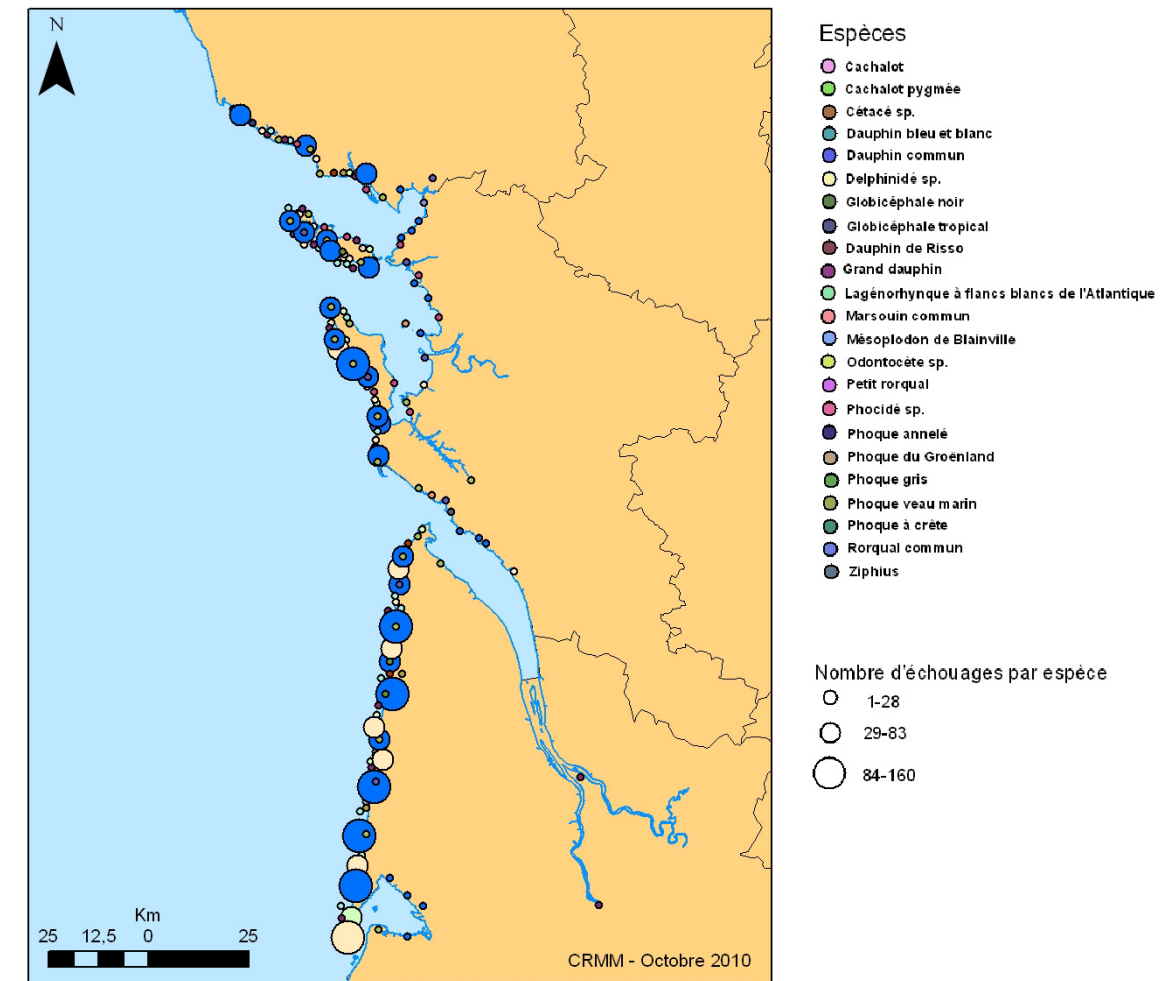 N
Km
25 12,5 0 25
CRMM - Octobre 2010
Espèces
Cachalot
Cachalot pygmée
Cétacé sp.
Dauphin bleu et blanc
Dauphin commun
Delphinidé sp.
Globicéphale noir
Globicéphale tropical
Dauphin de Risso
Grand dauphin
Lagénorhynque à flancs blancs de l'Atlantique
Marsouin commun
Mésoplodon de Blainville
Odontocète sp.
Petit rorqual
Phocidé sp.
Phoque annelé
Phoque du Groënland
Phoque gris
Phoque veau marin
Phoque à crête
Rorqual commun
Ziphius
Nombre d'échouages par espèce
1-28
29-83
84-160